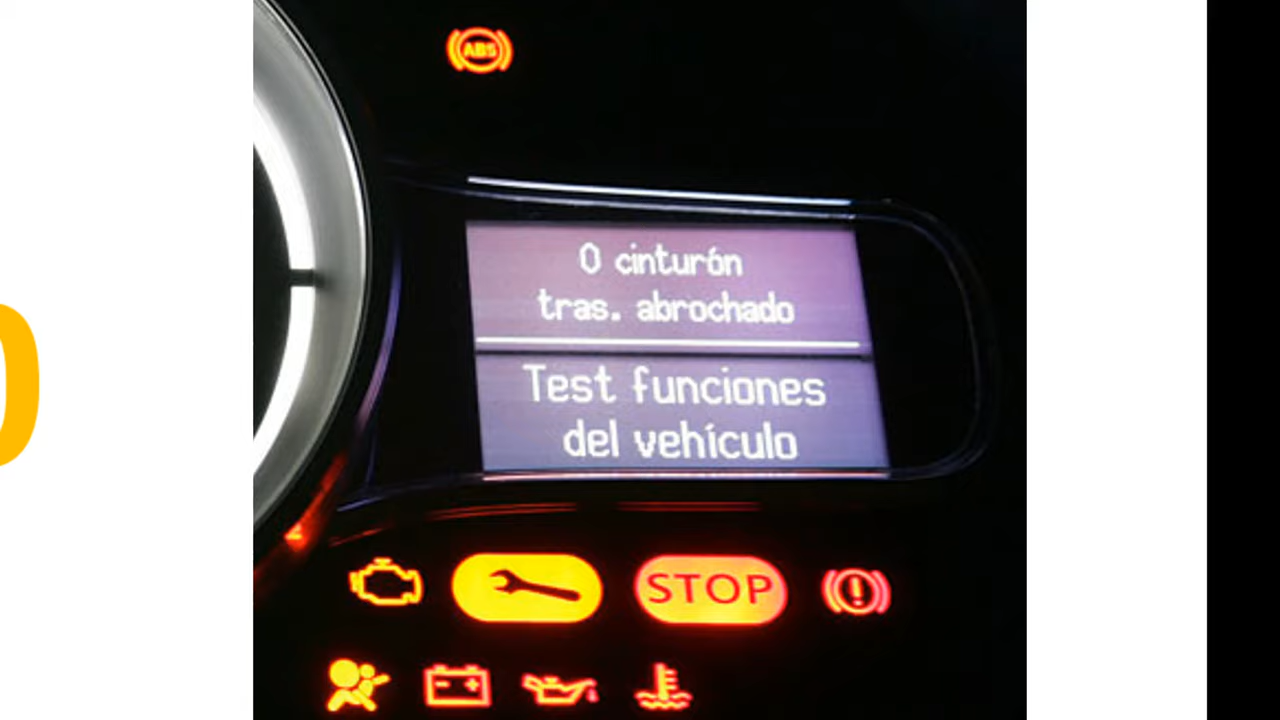 ABS
0 cinturón
tras. abrochado
Test funciones
del vehículo
STOP